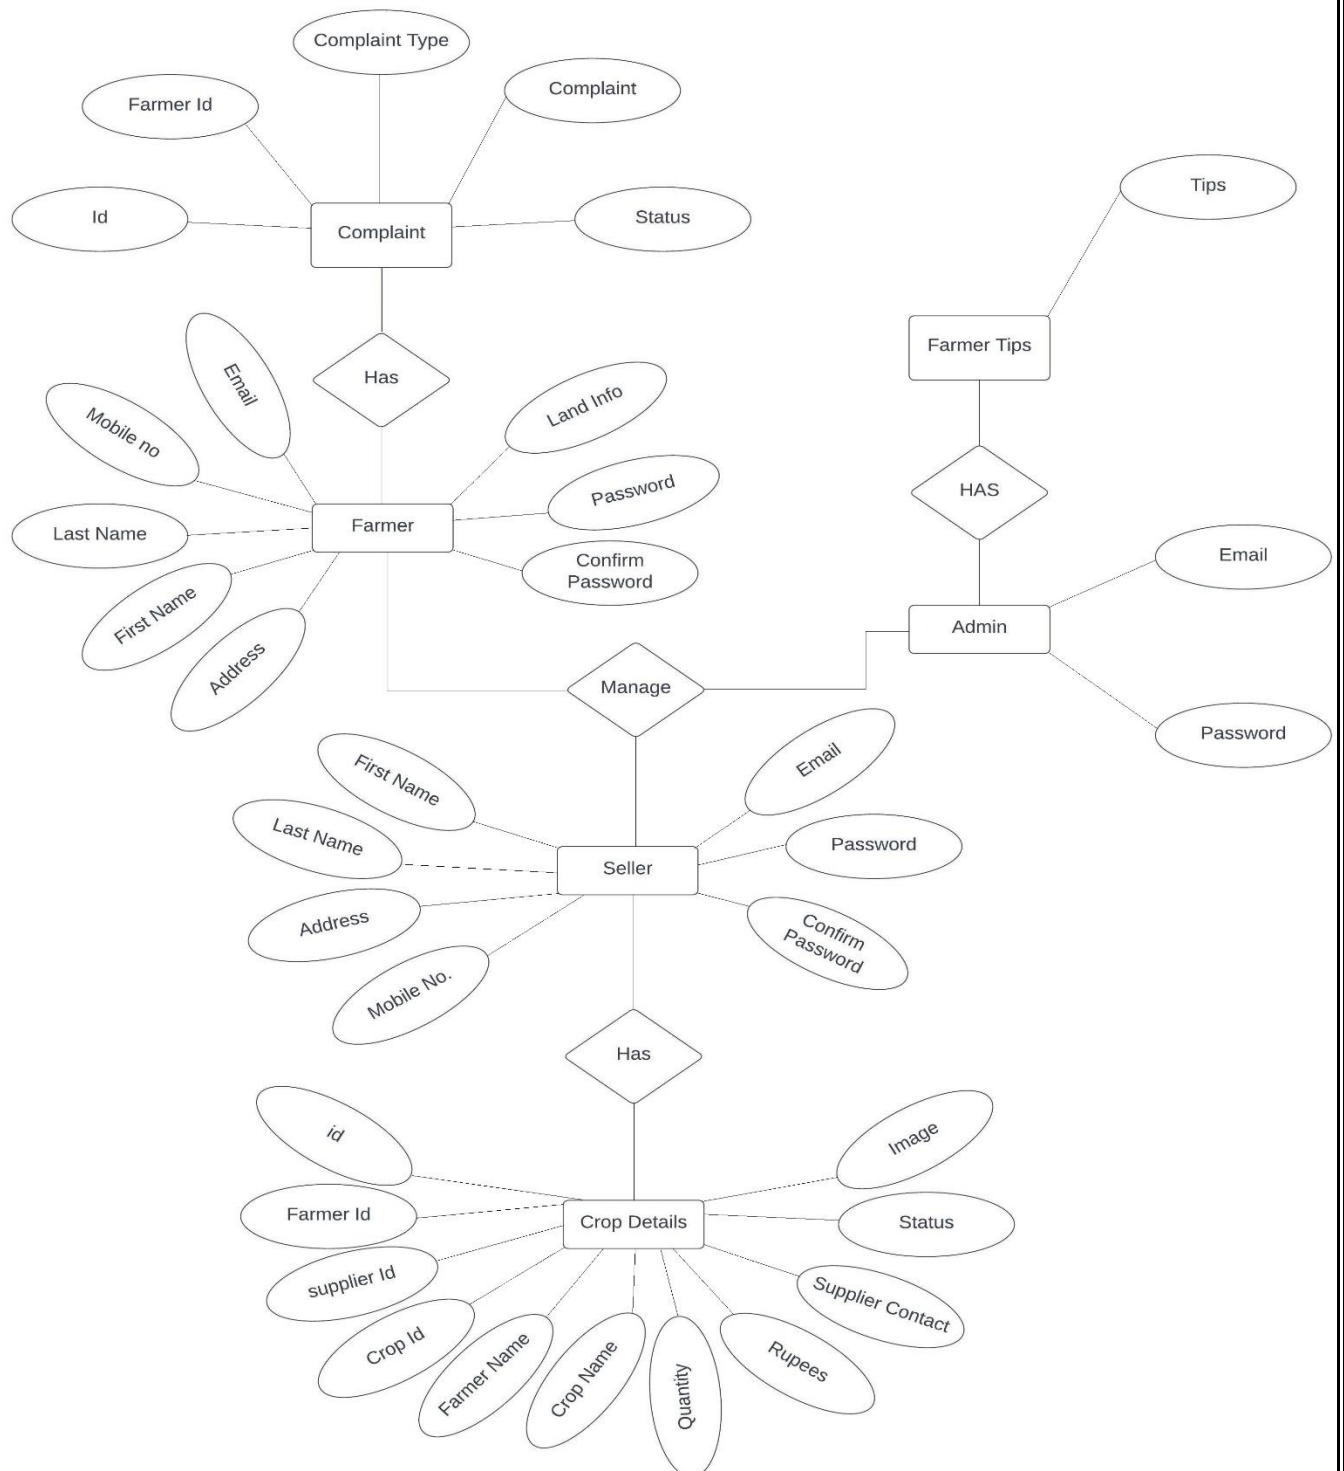 Complaint Type
Complaint
Farmer Id
Id
Complaint
Status
Tips
Farmer Tips
Has
Email
Mobile no
Land Info
Password
Last Name
Farmer
Confirm
Password
First Name
Address
HAS
Email
Admin
Password
Manage
First Name
Email
Last Name
Password
Seller
Address
Confirm
Password
Mobile No.
Has
id
Image
Farmer Id
Crop Details
Status
supplier Id
Supplier Contact
Crop Id
Farmer Name
Crop Name
Quantity
Rupees